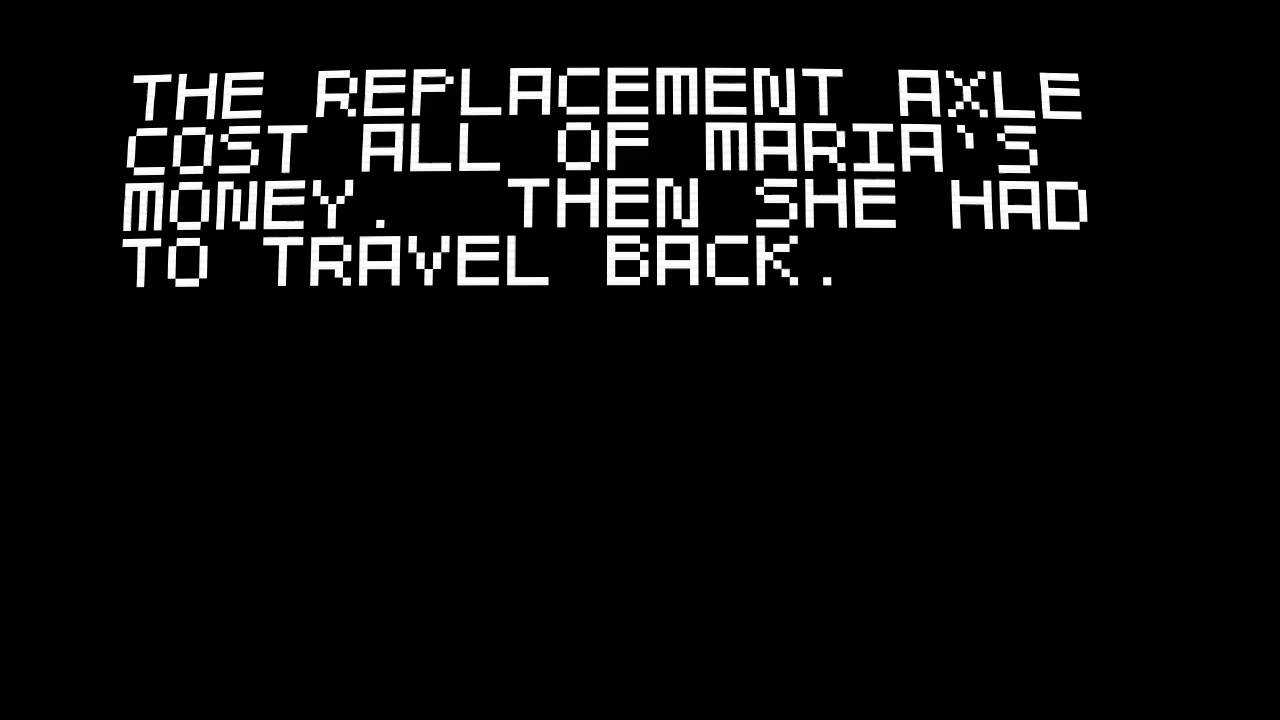 THE REPLACEMENT AXLE
COST ALL OF MARIA'S
MONEY.  THEN SHE HAD
TO TRAVEL BACK.